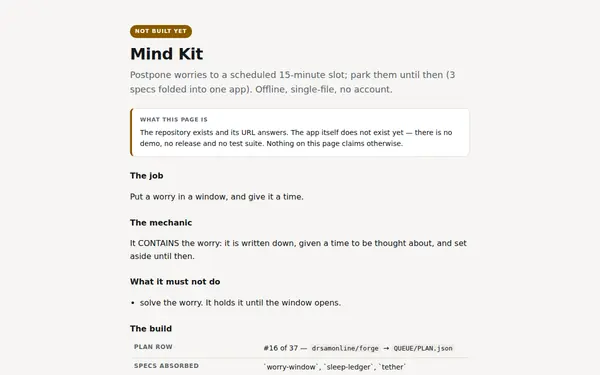 NOT BUILT YET
Mind Kit
Postpone worries to a scheduled 15-minute slot; park them until then (3
specs folded into one app). Offline, single-file, no account.
WHAT THIS PAGE IS
The repository exists and its URL answers. The app itself does not exist yet — there is no
demo, no release and no test suite. Nothing on this page claims otherwise.
The job
Put a worry in a window, and give it a time.
The mechanic
It CONTAINS the worry: it is written down, given a time to be thought about, and set
aside until then.
What it must not do
• solve the worry. It holds it until the window opens.
The build
PLAN ROW #16 of 37 — drsamonline/forge → QUEUE/PLAN.json
SPECS ABSORBED `worry-window`, `sleep-ledger`, `tether`